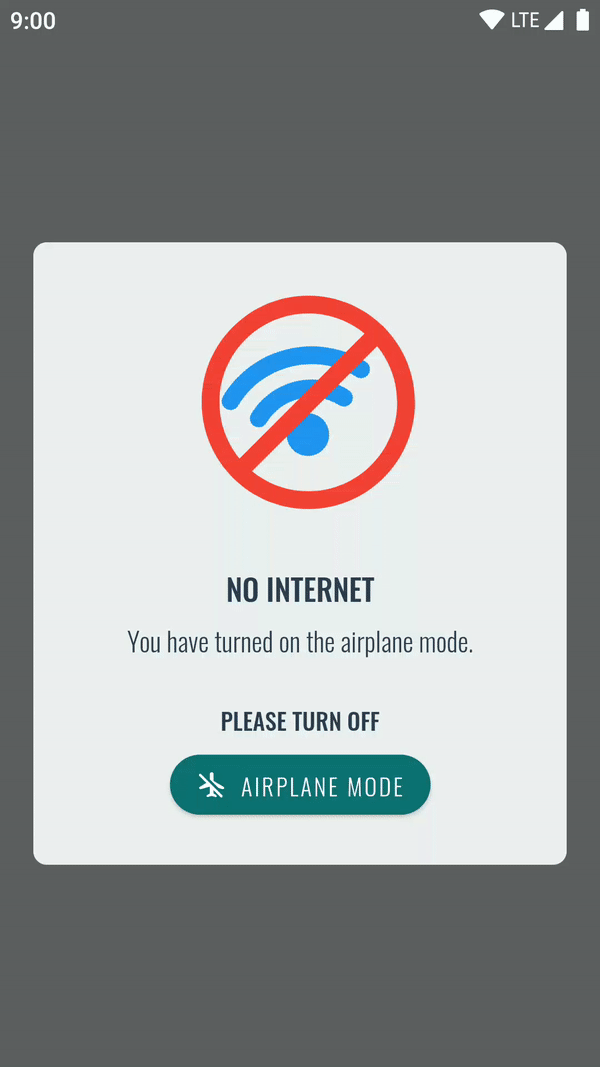 9:00 LTE
NO INTERNET
You have turned on the airplane mode.
PLEASE TURN OFF
AIRPLANE MODE